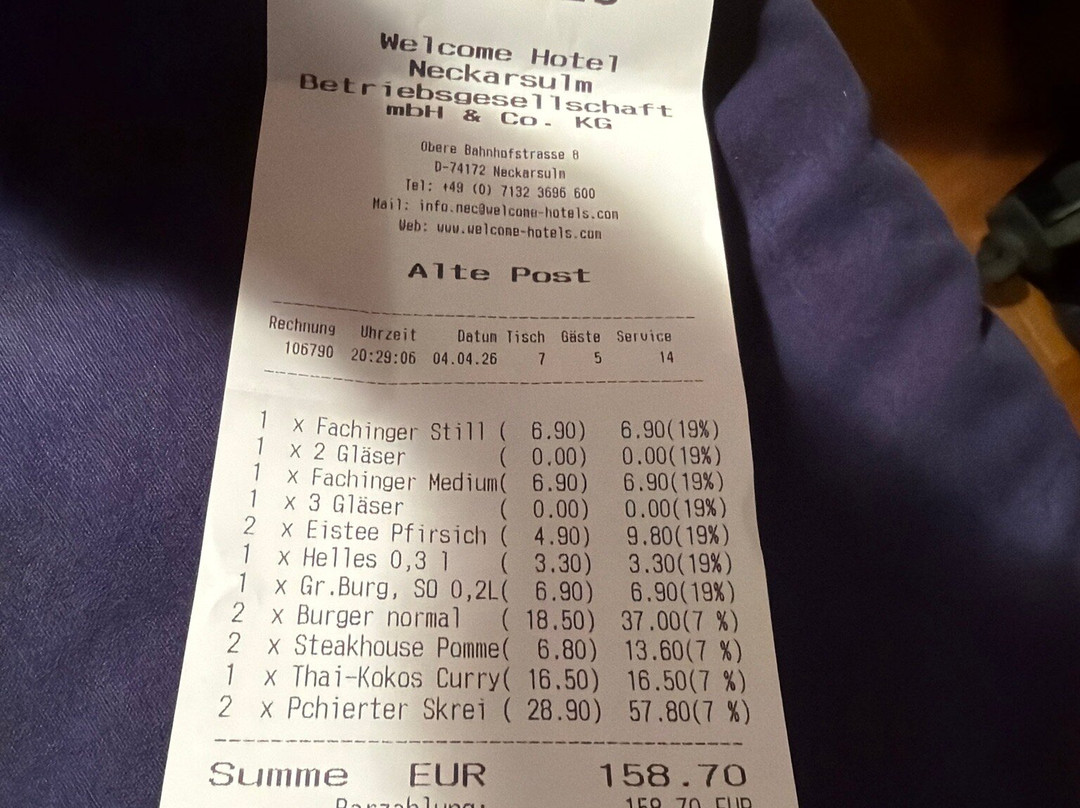 Welcome Hotel
Neckarsulm
Betriebsgesellschaft
mbH & Co. KG
Obere Bahnhofstrasse 8
D-74172 Neckarsulm
Tel: +49 (0) 7132 3696 600
Mail: info.nec@welcome-hotels.com
Web: www.welcome-hotels.com
Alte Post
Rechnung Uhrzeit Datum Tisch Gäste Service
106790 20:29:06 04.04.26 7 5 14
1 x Fachinger Still ( 6.90) 6.90(19%)
1 x 2 Gläser ( 0.00) 0.00(19%)
1 x Fachinger Medium( 6.90) 6.90(19%)
1 x 3 Gläser ( 0.00) 0.00(19%)
2 x Eistee Pfirsich ( 4.90) 9.80(19%)
1 x Helles 0,3 l ( 3.30) 3.30(19%)
1 x Gr.Burg, SO 0,2L( 6.90) 6.90(19%)
2 x Burger normal ( 18.50) 37.00(7 %)
2 x Steakhouse Pomme( 6.80) 13.60(7 %)
1 x Thai-Kokos Curry( 16.50) 16.50(7 %)
2 x Pchierter Skrei ( 28.90) 57.80(7 %)
Summe EUR 158.70
Barzahlung: 158.70 EUR